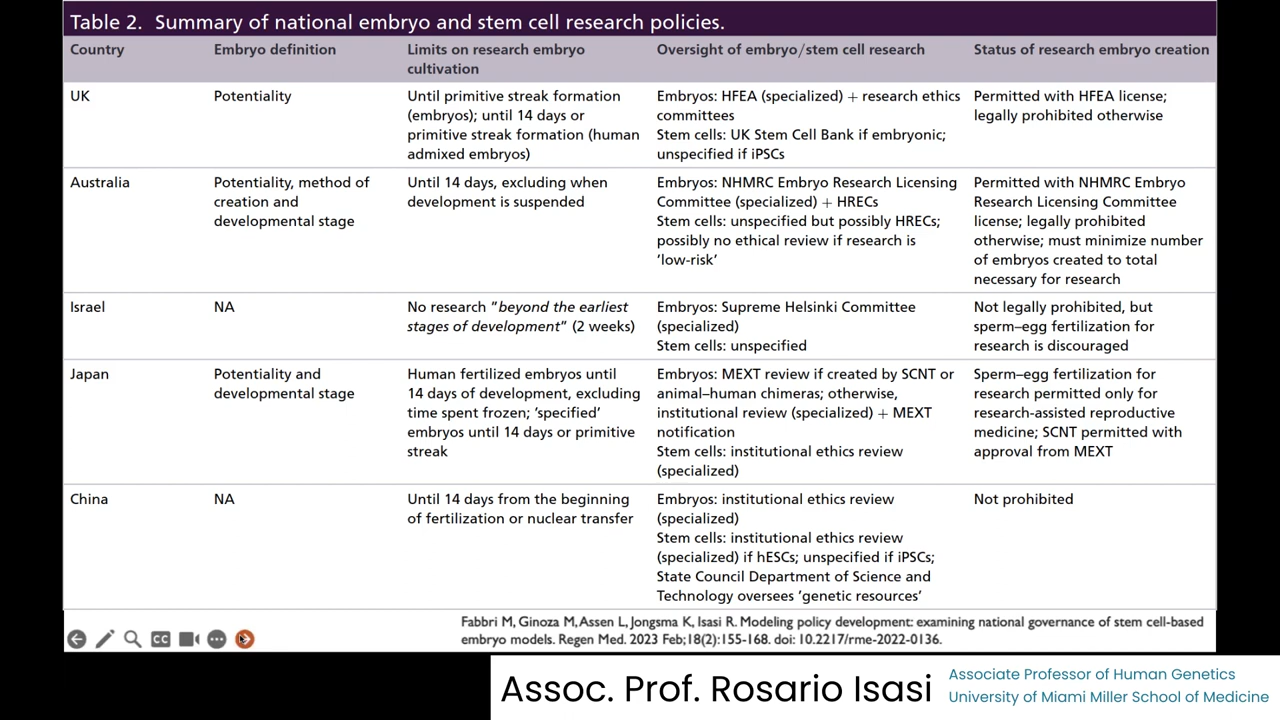 Table 2. Summary of national embryo and stem cell research policies.
Country
Embryo definition
Limits on research embryo
cultivation
Oversight of embryo/stem cell research
Status of research embryo creation
UK
Potentiality
Until primitive streak formation
(embryos); until 14 days or
primitive streak formation (human
admixed embryos)
Embryos: HFEA (specialized) + research ethics
committees
Stem cells: UK Stem Cell Bank if embryonic;
unspecified if iPSCs
Permitted with HFEA license;
legally prohibited otherwise
Australia
Potentiality, method of
creation and
developmental stage
Until 14 days, excluding when
development is suspended
Embryos: NHMRC Embryo Research Licensing
Committee (specialized) + HRECs
Stem cells: unspecified but possibly HRECs;
possibly no ethical review if research is
‘low-risk’
Permitted with NHMRC Embryo
Research Licensing Committee
license; legally prohibited
otherwise; must minimize number
of embryos created to total
necessary for research
Israel
NA
No research “beyond the earliest
stages of development” (2 weeks)
Embryos: Supreme Helsinki Committee
(specialized)
Stem cells: unspecified
Not legally prohibited, but
sperm–egg fertilization for
research is discouraged
Japan
Potentiality and
developmental stage
Human fertilized embryos until
14 days of development, excluding
time spent frozen; ‘specified’
embryos until 14 days or primitive
streak
Embryos: MEXT review if created by SCNT or
animal–human chimeras; otherwise,
institutional review (specialized) + MEXT
notification
Stem cells: institutional ethics review
(specialized)
Sperm–egg fertilization for
research permitted only for
research-assisted reproductive
medicine; SCNT permitted with
approval from MEXT
China
NA
Until 14 days from the beginning
of fertilization or nuclear transfer
Embryos: institutional ethics review
(specialized)
Stem cells: institutional ethics review
(specialized) if hESCs; unspecified if iPSCs;
State Council Department of Science and
Technology oversees ‘genetic resources’
Not prohibited
Fabbri M, Ginoza M, Assen L, Jongsma K, Isasi R. Modeling policy development: examining national governance of stem cell-based
embryo models. Regen Med. 2023 Feb;18(2):155-168. doi: 10.2217/rme-2022-0136.
CC
Assoc. Prof. Rosario Isasi
Associate Professor of Human Genetics
University of Miami Miller School of Medicine